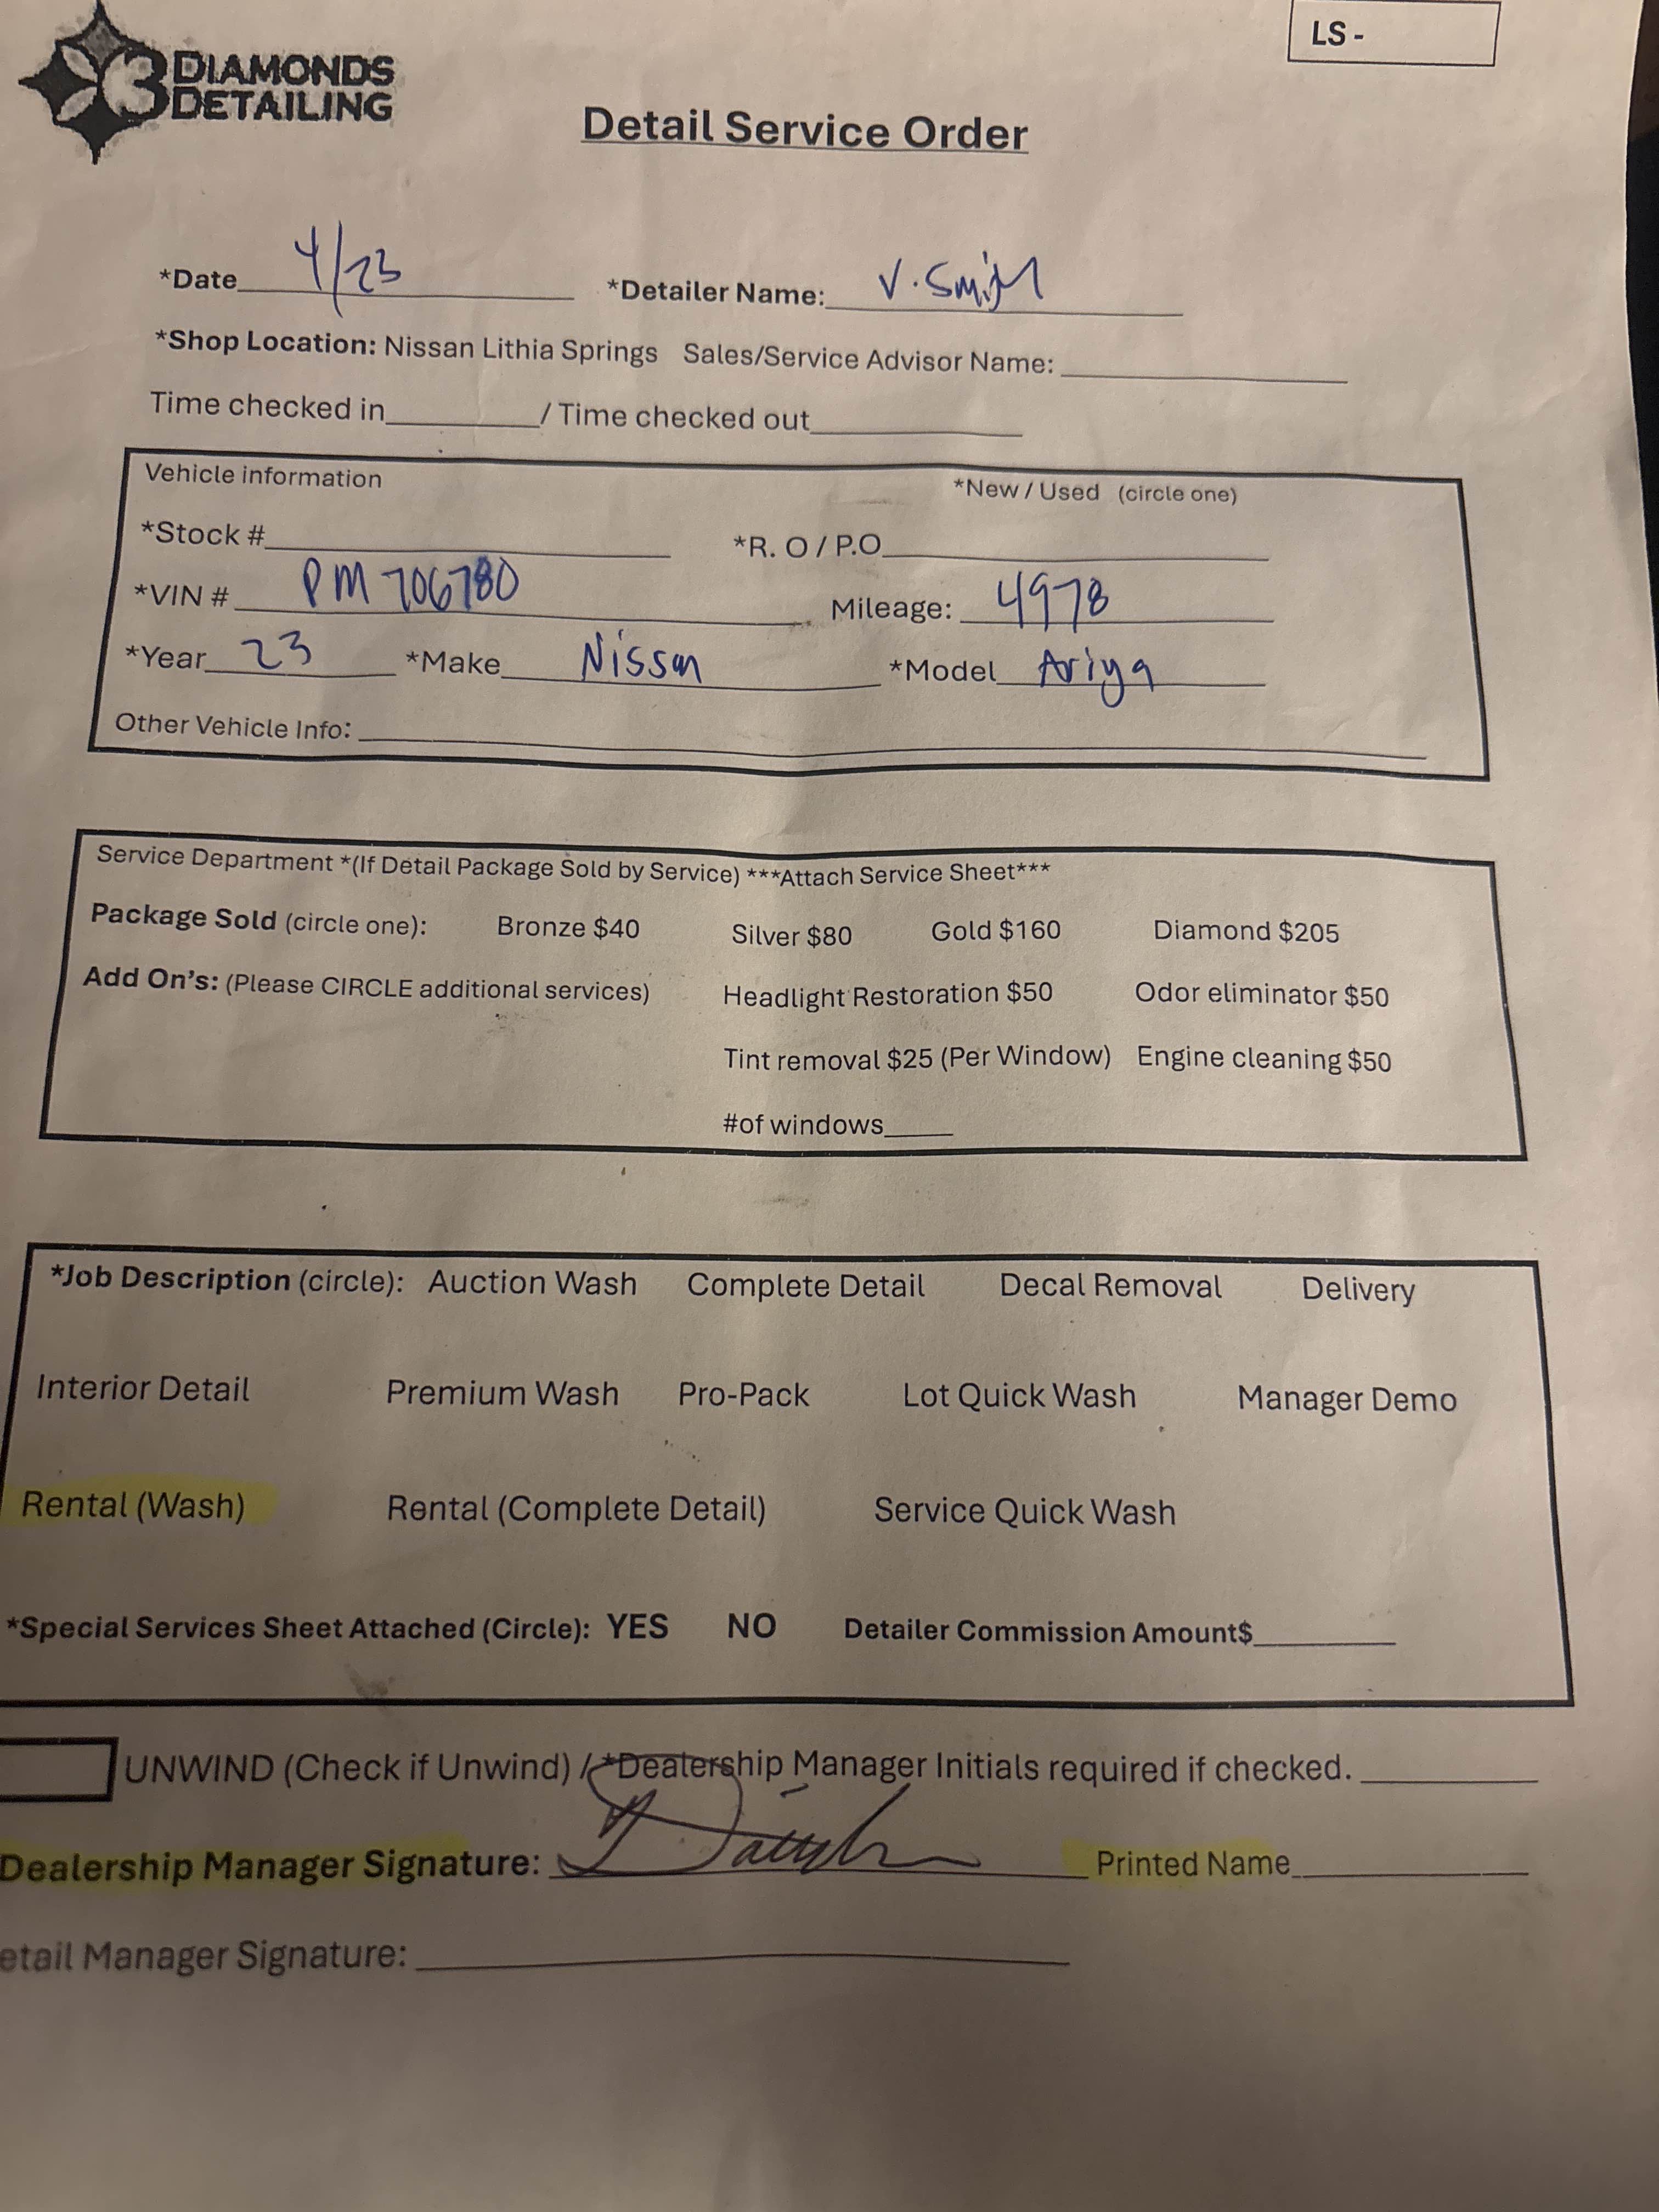 3 DIAMONDS DETAILING
LS -
Detail Service Order
*Date 4/23 *Detailer Name: V. Smith
*Shop Location: Nissan Lithia Springs Sales/Service Advisor Name:
Time checked in / Time checked out
Vehicle information *New / Used (circle one)
*Stock # *R. O / P.O
*VIN # PM706780 Mileage: 4978
*Year 23 *Make Nissan *Model Ariya
Other Vehicle Info:
Service Department *(If Detail Package Sold by Service) ***Attach Service Sheet***
Package Sold (circle one): Bronze $40 Silver $80 Gold $160 Diamond $205
Add On's: (Please CIRCLE additional services) Headlight Restoration $50 Odor eliminator $50
Tint removal $25 (Per Window) Engine cleaning $50
#of windows
*Job Description (circle): Auction Wash Complete Detail Decal Removal Delivery
Interior Detail Premium Wash Pro-Pack Lot Quick Wash Manager Demo
Rental (Wash) Rental (Complete Detail) Service Quick Wash
*Special Services Sheet Attached (Circle): YES NO Detailer Commission Amount$
UNWIND (Check if Unwind) / *Dealership Manager Initials required if checked.
Dealership Manager Signature: Printed Name
etail Manager Signature: